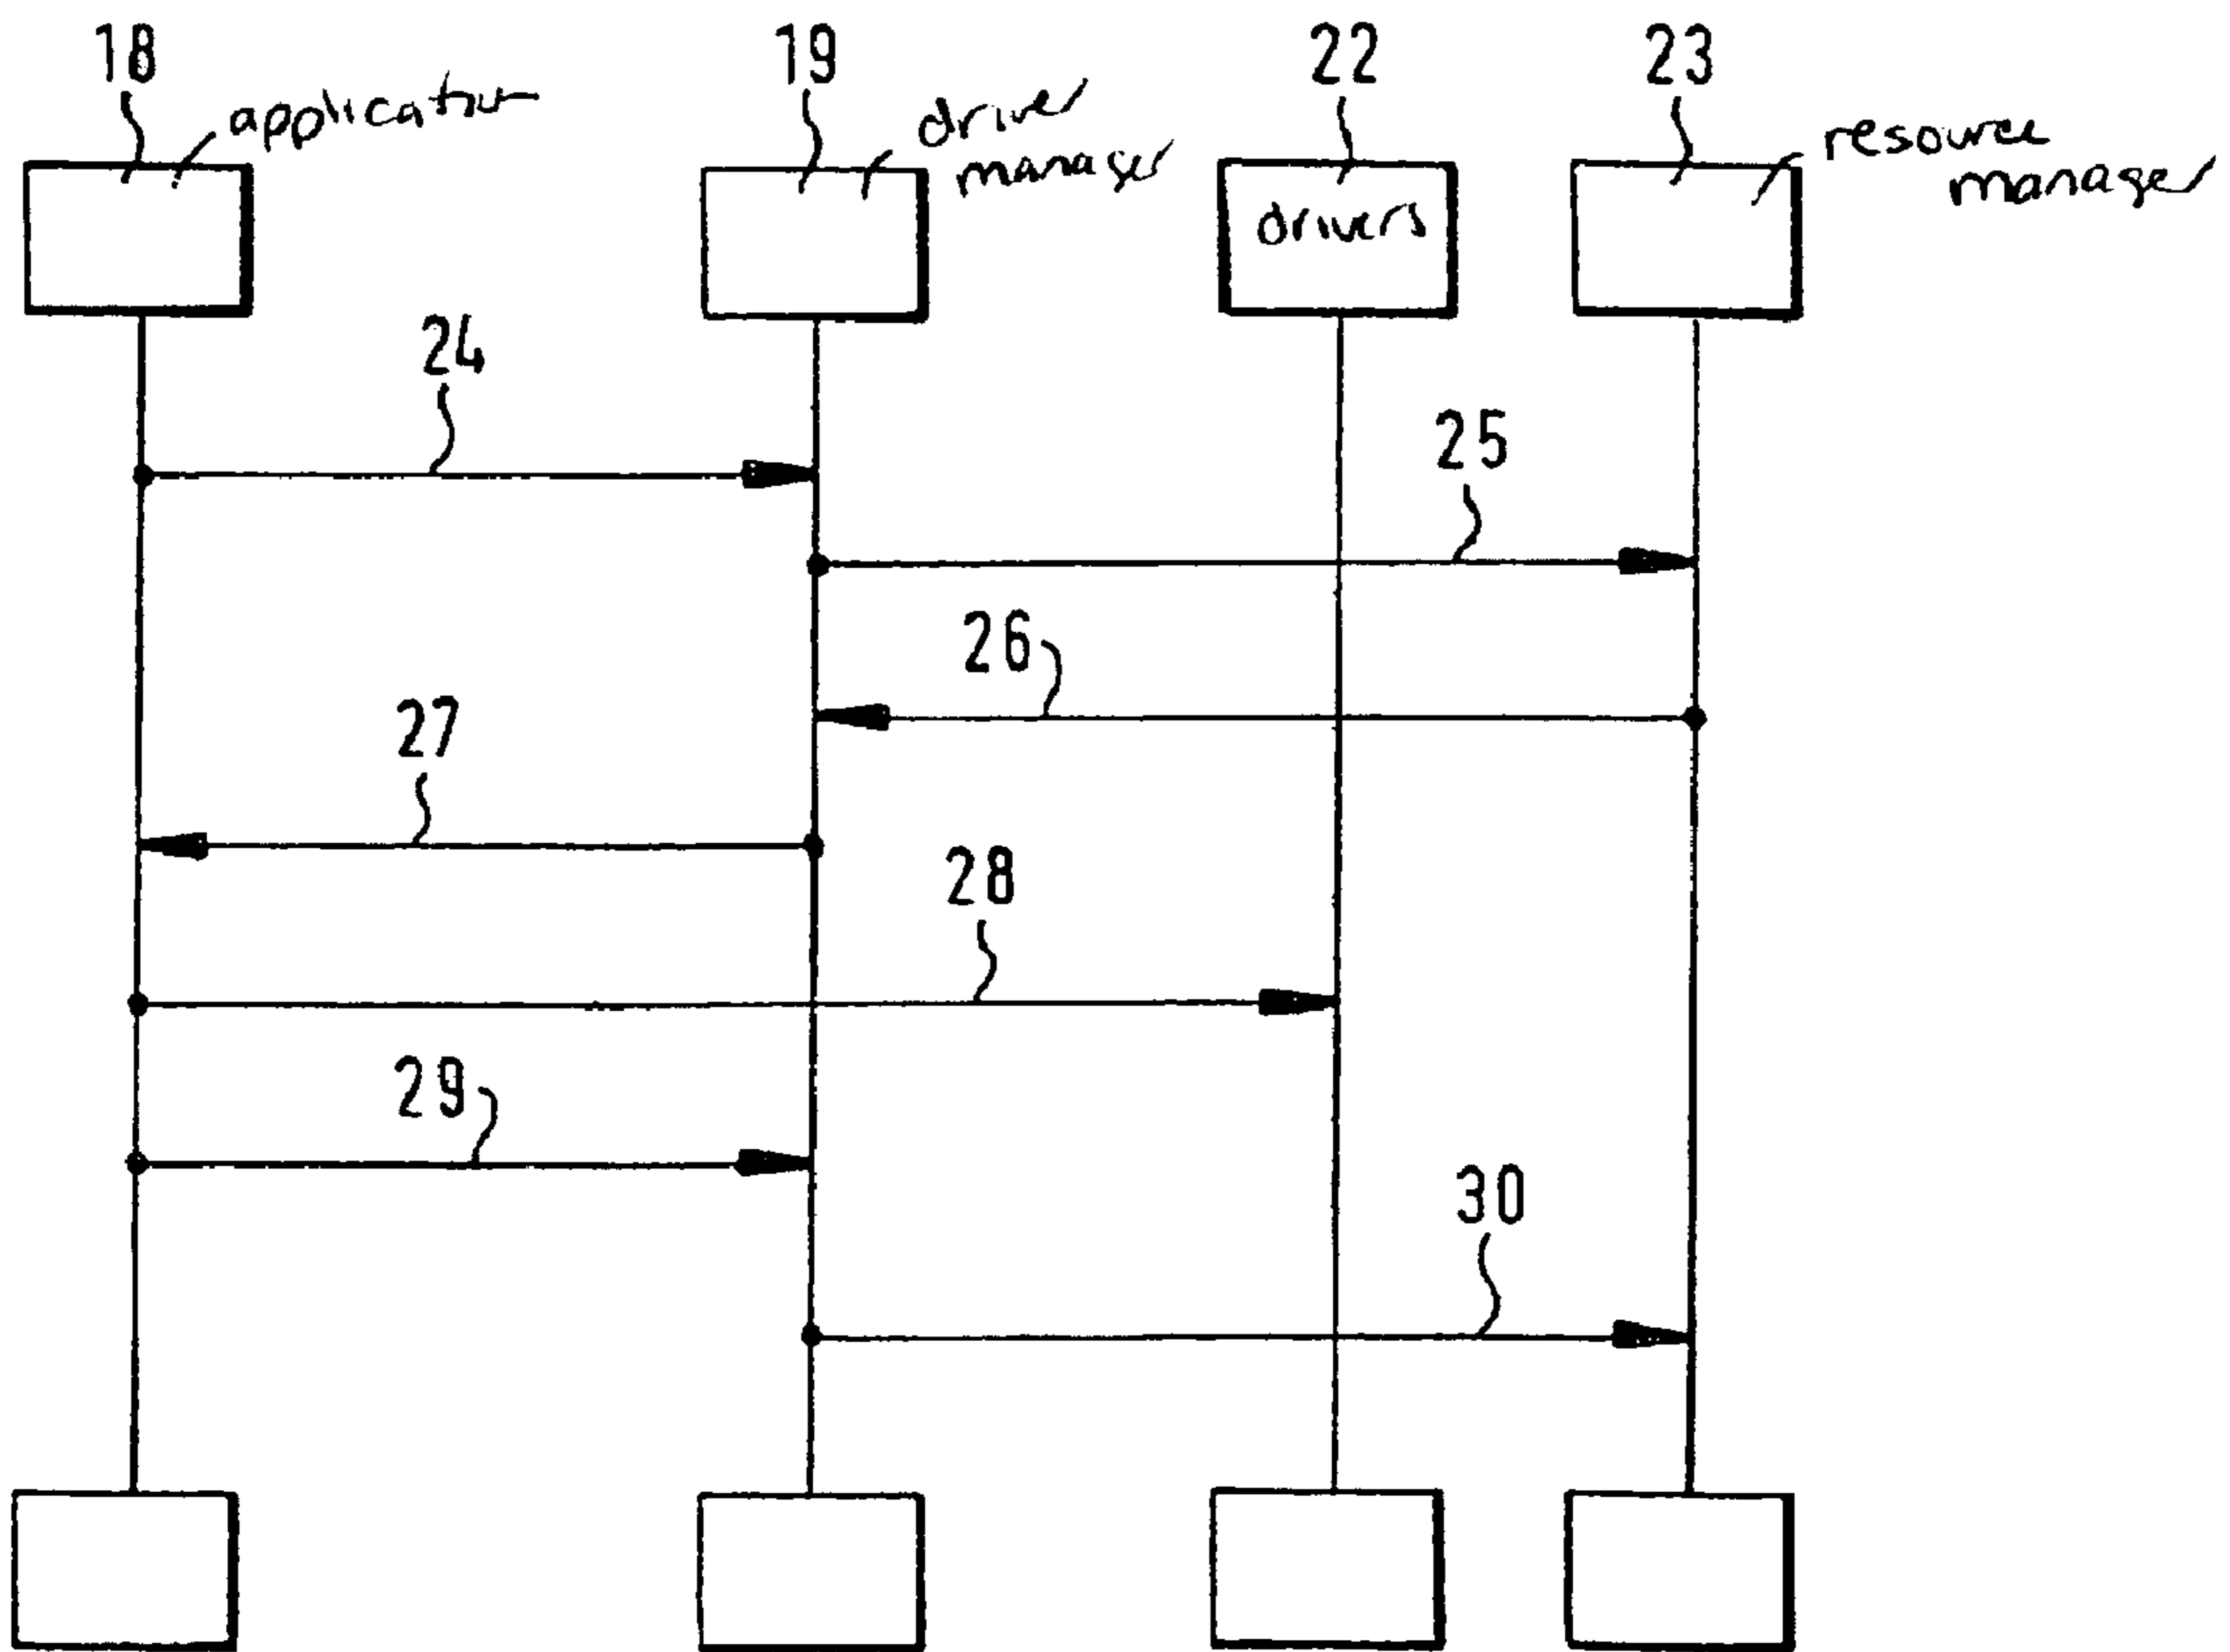 18
19
22
23
application
driver
manager
drivers
resource
manager
24
25
26
27
28
29
30